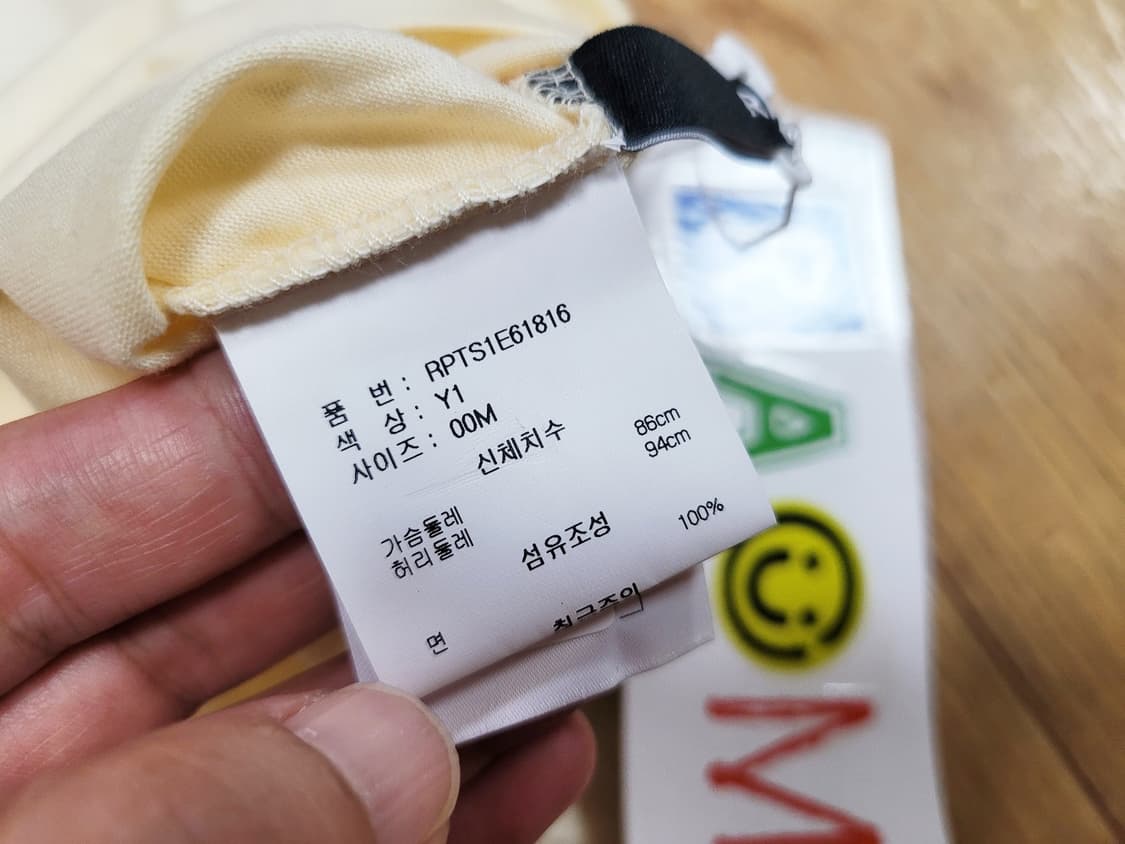 품 번 : RPTS1E61816
색 상 : Y1
사이즈 : 00M
신체치수
가슴둘레 86cm
허리둘레 94cm
섬유조성
면 100%
A
M